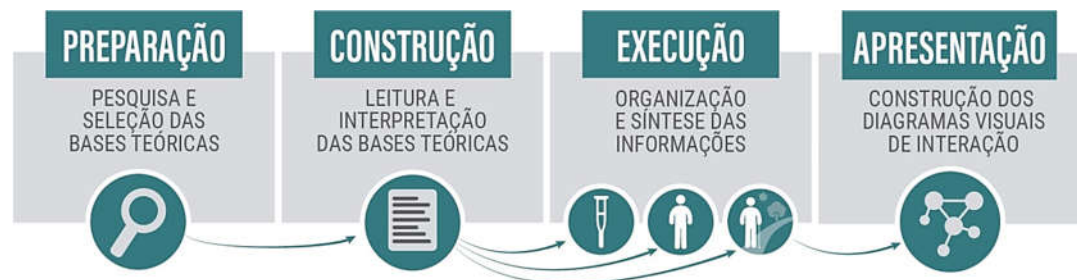 PREPARAÇÃO
PESQUISA E
SELEÇÃO DAS
BASES TEÓRICAS
CONSTRUÇÃO
LEITURA E
INTERPRETAÇÃO
DAS BASES TEÓRICAS
EXECUÇÃO
ORGANIZAÇÃO
E SÍNTESE DAS
INFORMAÇÕES
APRESENTAÇÃO
CONSTRUÇÃO DOS
DIAGRAMAS VISUAIS
DE INTERAÇÃO